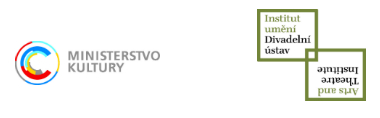 MINISTERSTVO
KULTURY
Institut
umění
Divadelní
ústav
Arts and
Theatre
Institute